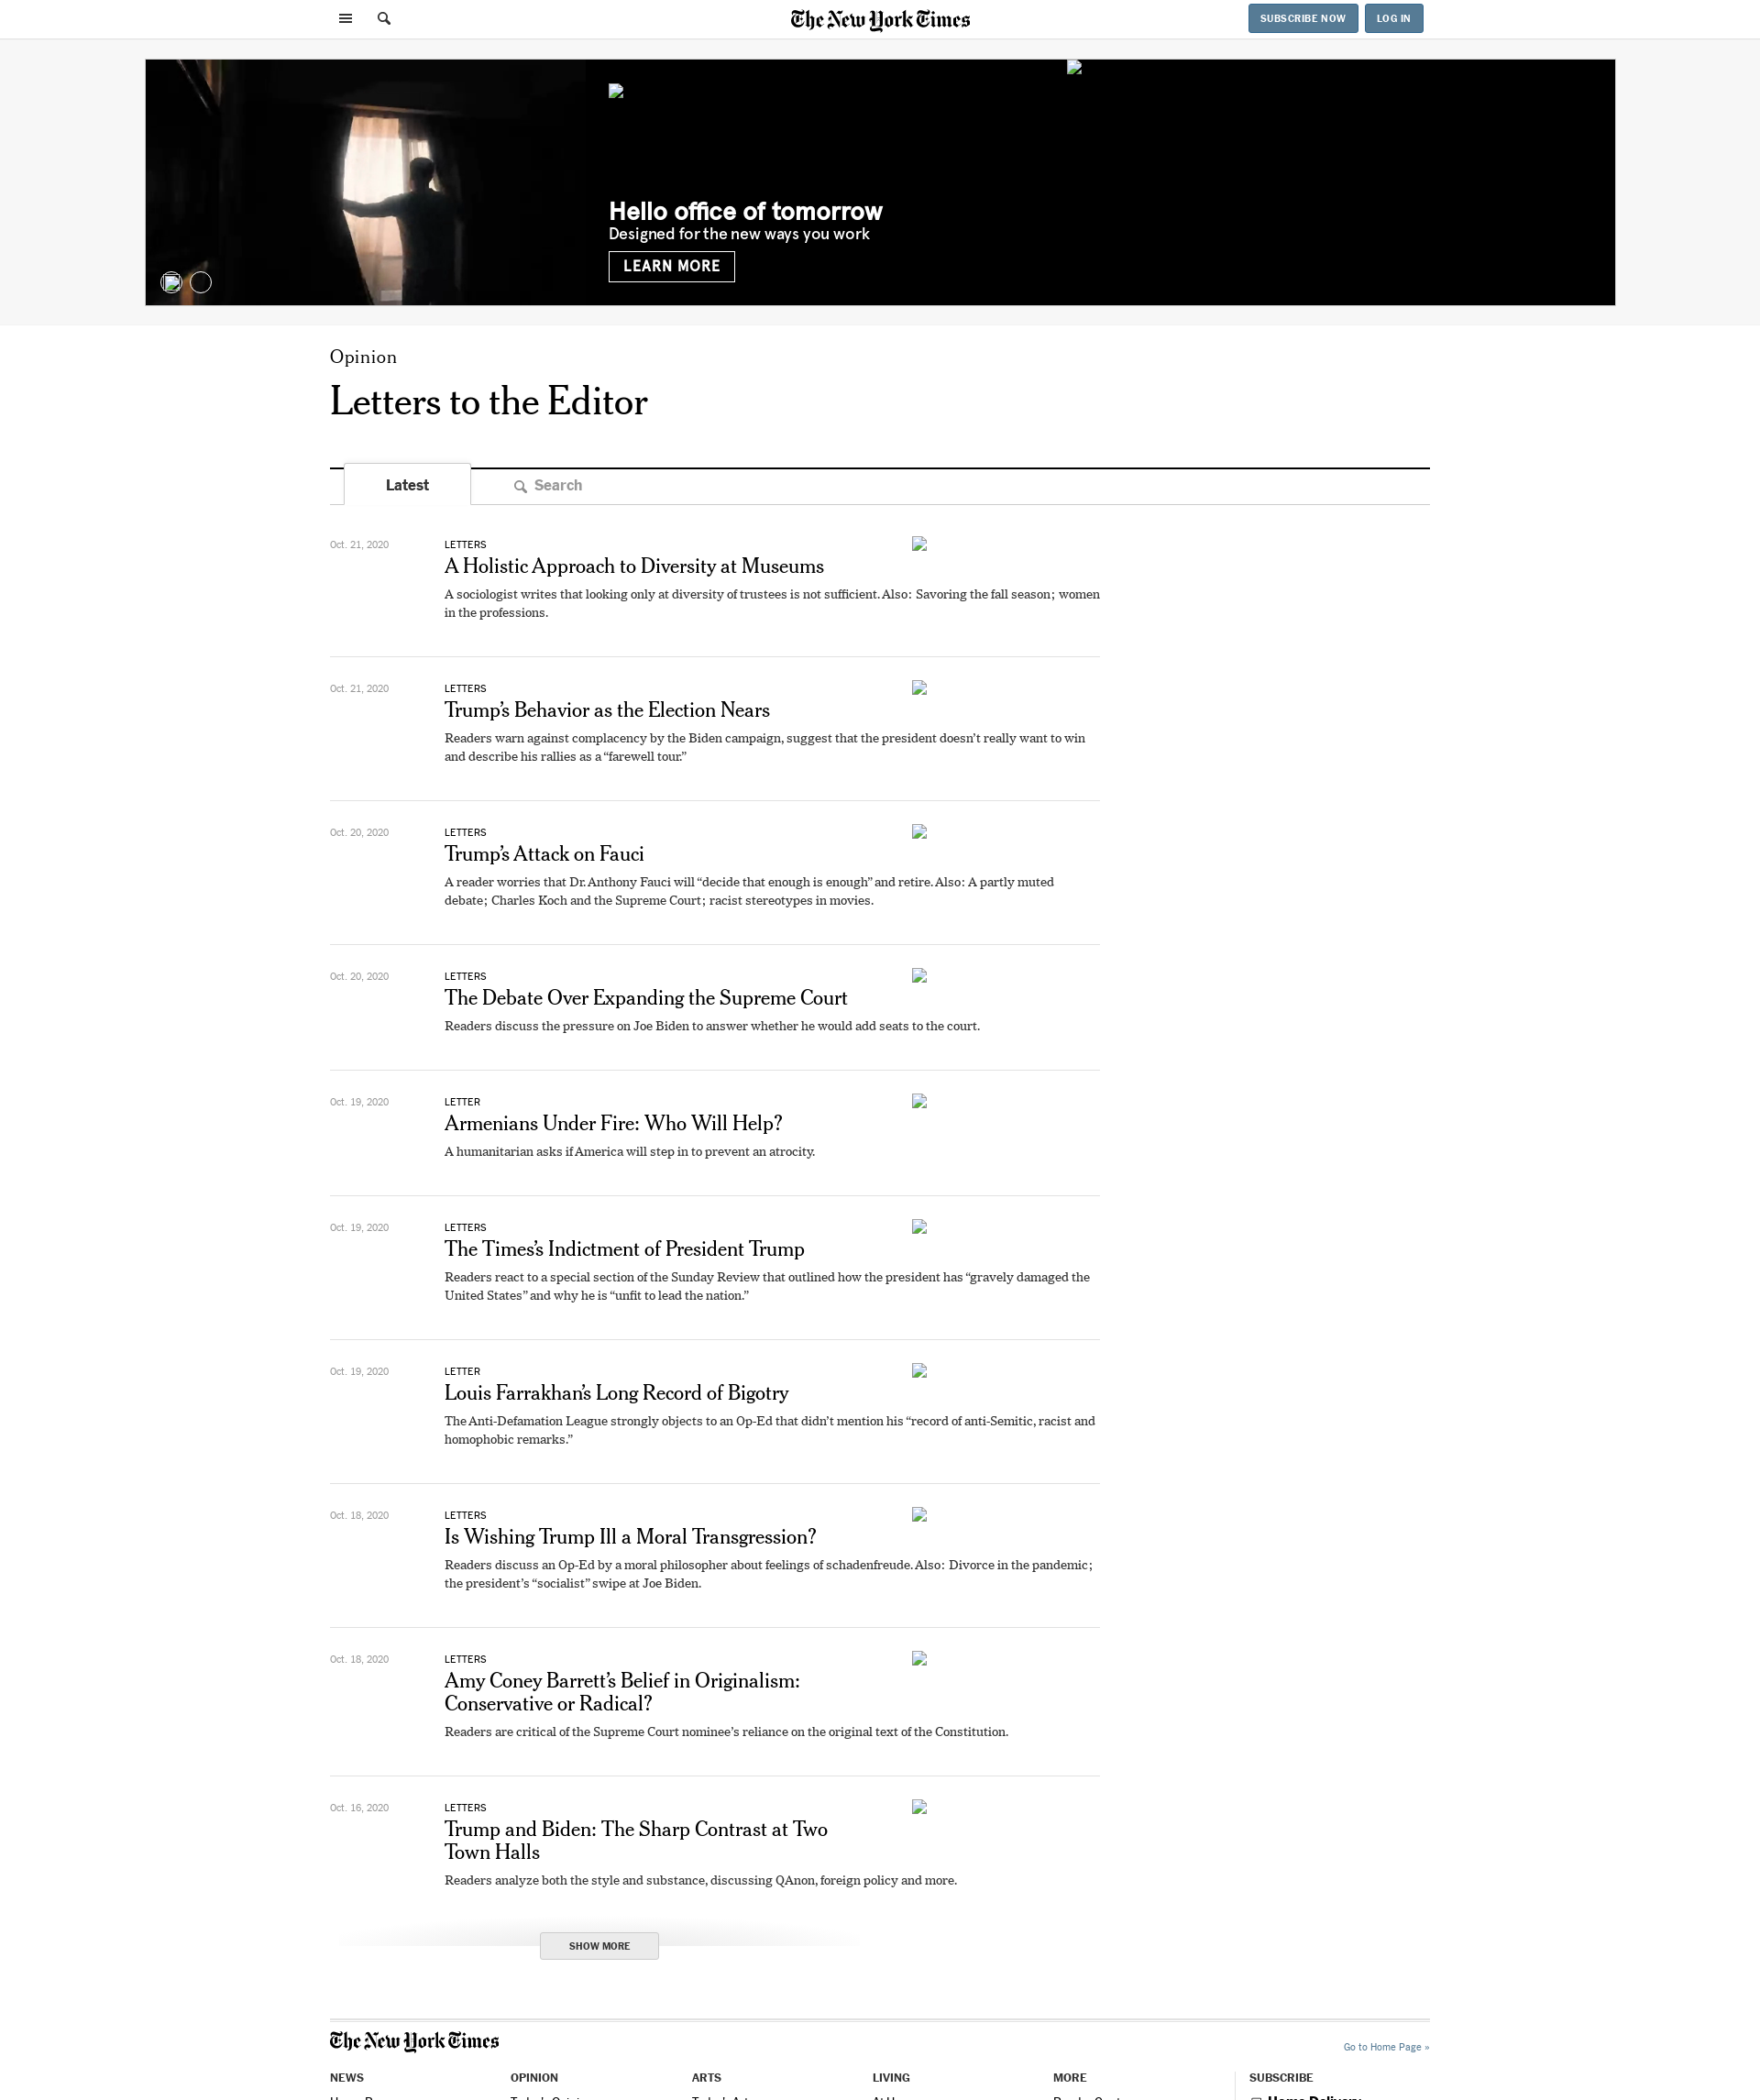 The New York Times
SUBSCRIBE NOW
LOG IN
Hello office of tomorrow
Designed for the new ways you work
LEARN MORE
Opinion
Letters to the Editor
Latest
Search
Oct. 21, 2020
LETTERS
A Holistic Approach to Diversity at Museums
A sociologist writes that looking only at diversity of trustees is not sufficient. Also: Savoring the fall season; women
in the professions.
Oct. 21, 2020
LETTERS
Trump’s Behavior as the Election Nears
Readers warn against complacency by the Biden campaign, suggest that the president doesn’t really want to win
and describe his rallies as a “farewell tour.”
Oct. 20, 2020
LETTERS
Trump’s Attack on Fauci
A reader worries that Dr. Anthony Fauci will “decide that enough is enough” and retire. Also: A partly muted
debate; Charles Koch and the Supreme Court; racist stereotypes in movies.
Oct. 20, 2020
LETTERS
The Debate Over Expanding the Supreme Court
Readers discuss the pressure on Joe Biden to answer whether he would add seats to the court.
Oct. 19, 2020
LETTER
Armenians Under Fire: Who Will Help?
A humanitarian asks if America will step in to prevent an atrocity.
Oct. 19, 2020
LETTERS
The Times’s Indictment of President Trump
Readers react to a special section of the Sunday Review that outlined how the president has “gravely damaged the
United States” and why he is “unfit to lead the nation.”
Oct. 19, 2020
LETTER
Louis Farrakhan’s Long Record of Bigotry
The Anti-Defamation League strongly objects to an Op-Ed that didn’t mention his “record of anti-Semitic, racist and
homophobic remarks.”
Oct. 18, 2020
LETTERS
Is Wishing Trump Ill a Moral Transgression?
Readers discuss an Op-Ed by a moral philosopher about feelings of schadenfreude. Also: Divorce in the pandemic;
the president’s “socialist” swipe at Joe Biden.
Oct. 18, 2020
LETTERS
Amy Coney Barrett’s Belief in Originalism:
Conservative or Radical?
Readers are critical of the Supreme Court nominee’s reliance on the original text of the Constitution.
Oct. 16, 2020
LETTERS
Trump and Biden: The Sharp Contrast at Two
Town Halls
Readers analyze both the style and substance, discussing QAnon, foreign policy and more.
SHOW MORE
The New York Times
Go to Home Page »
NEWS
OPINION
ARTS
LIVING
MORE
SUBSCRIBE
Home Delivery